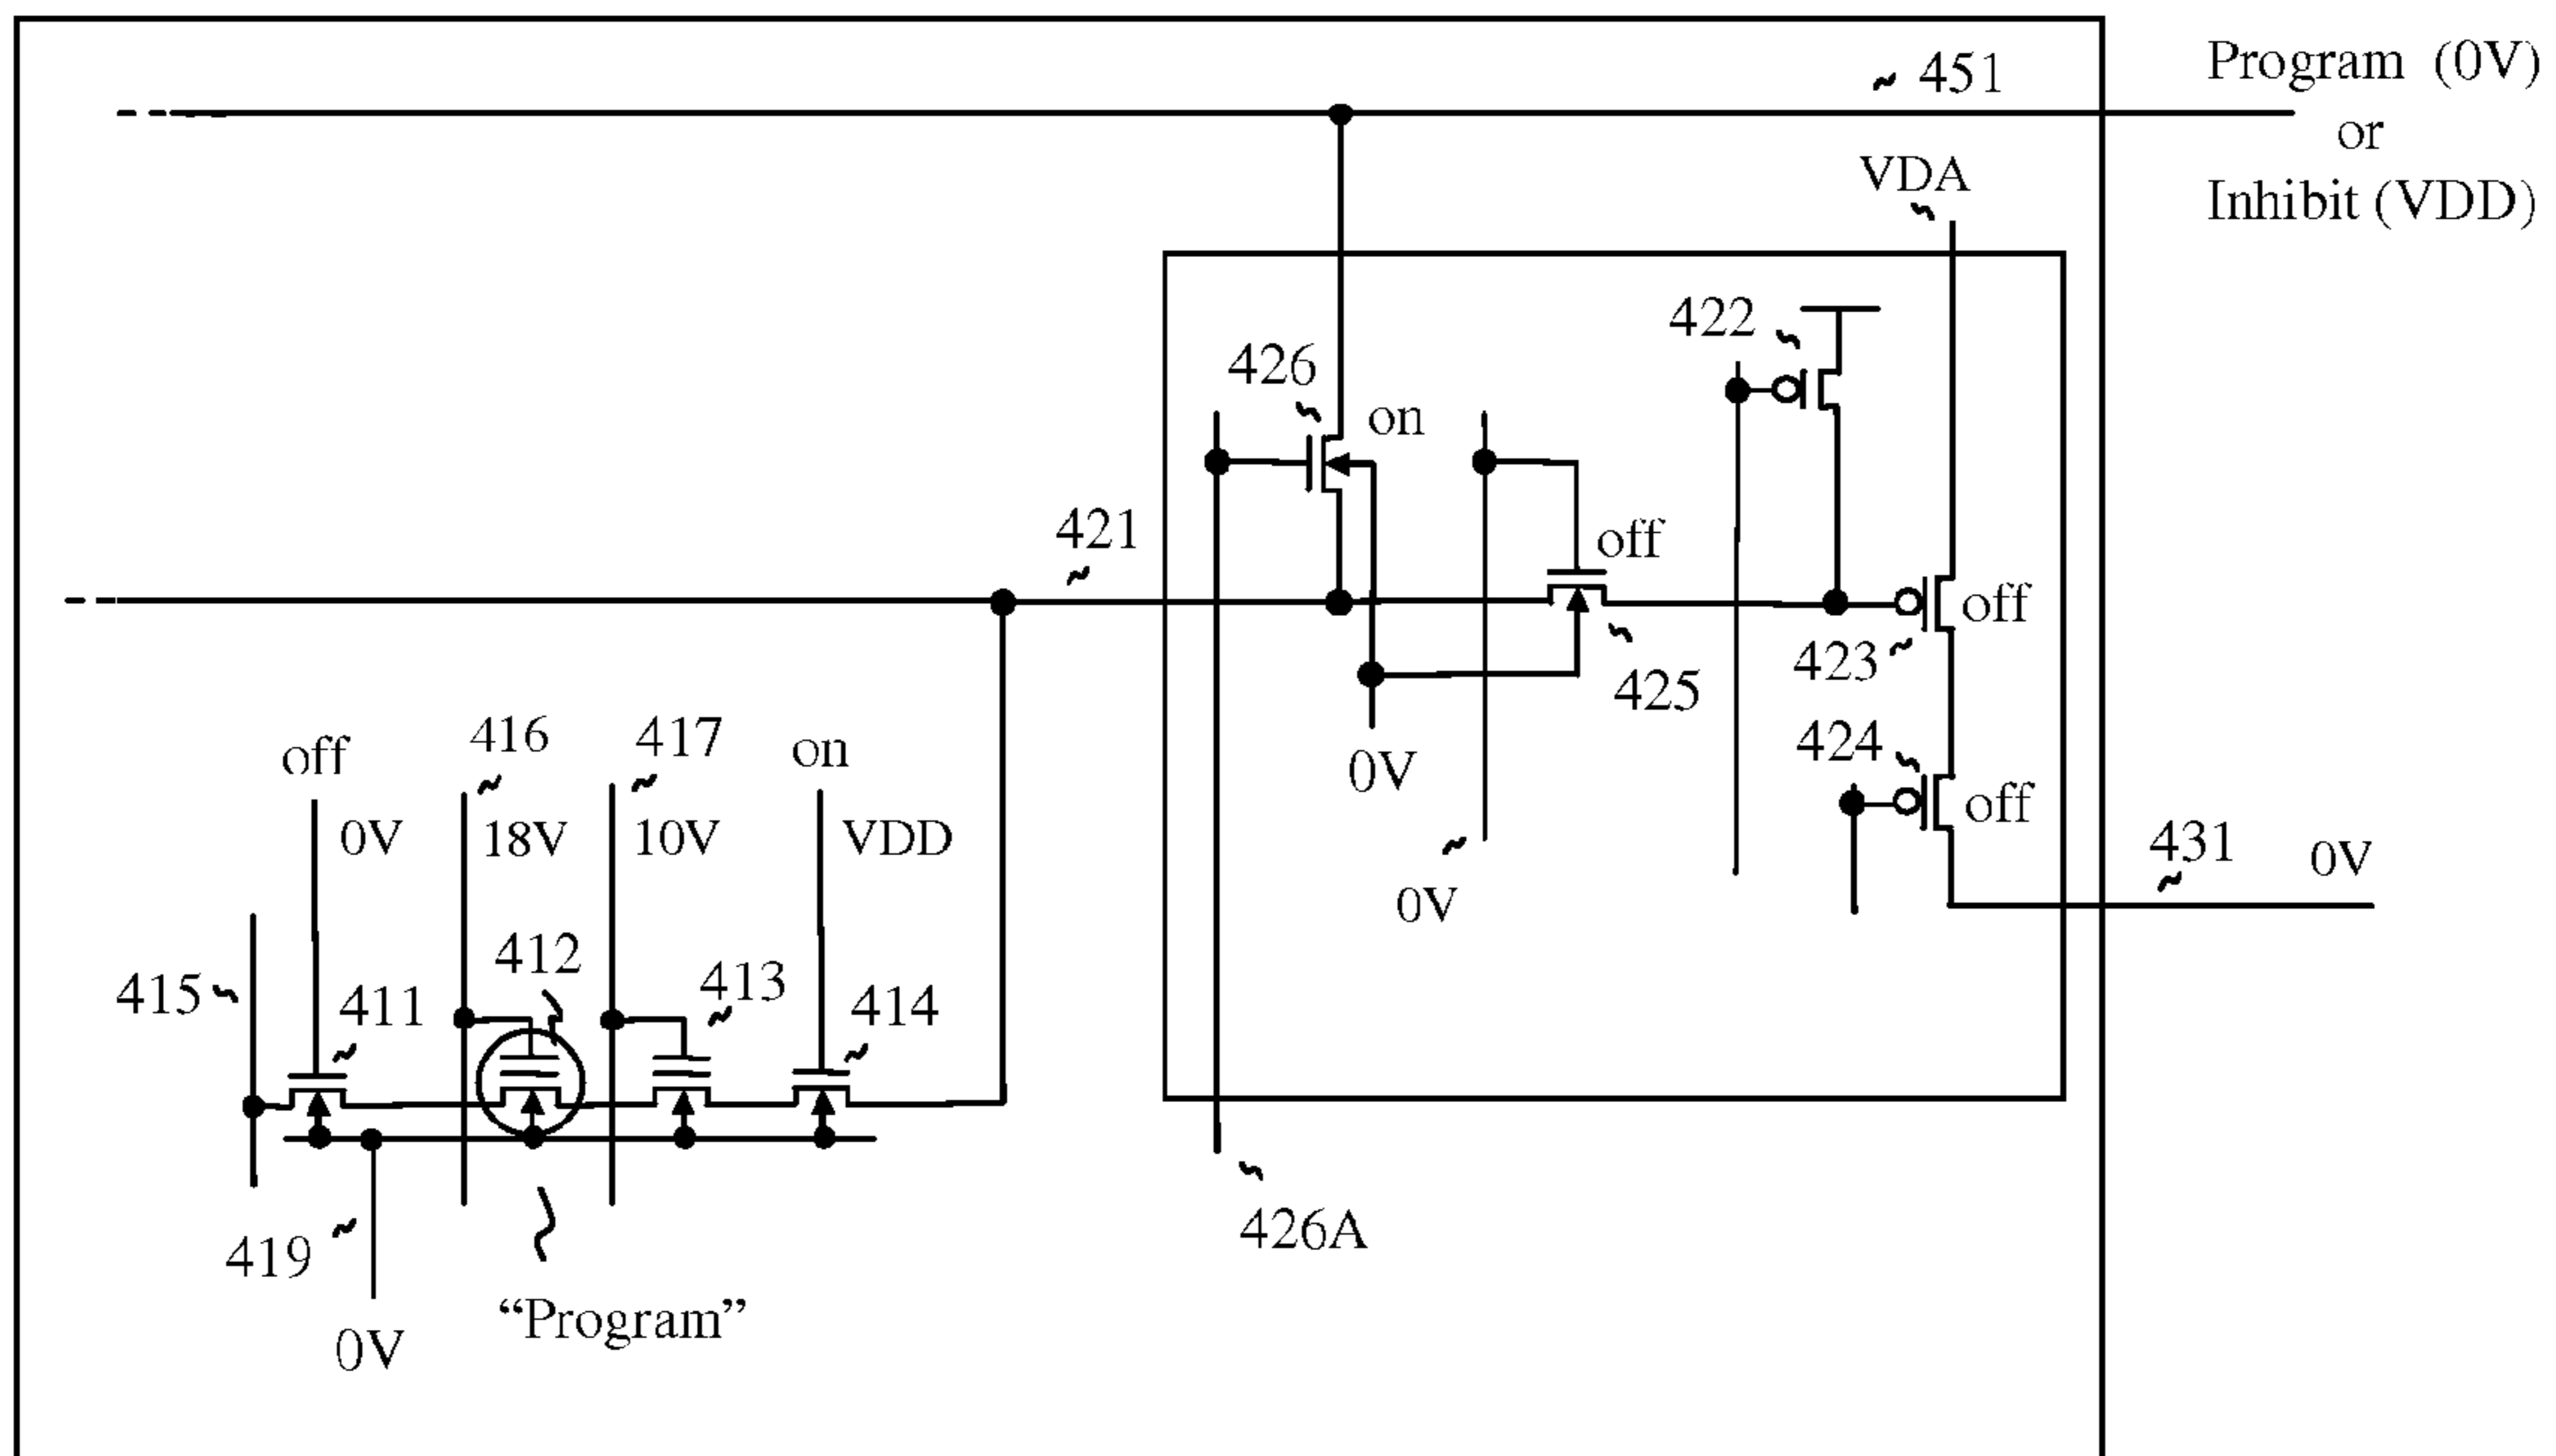 451
Program (0V)
or
Inhibit (VDD)
VDA
422
426
on
421
off
off
423
425
0V
424
off
0V
431
0V
off
416
417
on
0V
18V
10V
VDD
412
413
415
411
414
419
0V
“Program”
426A